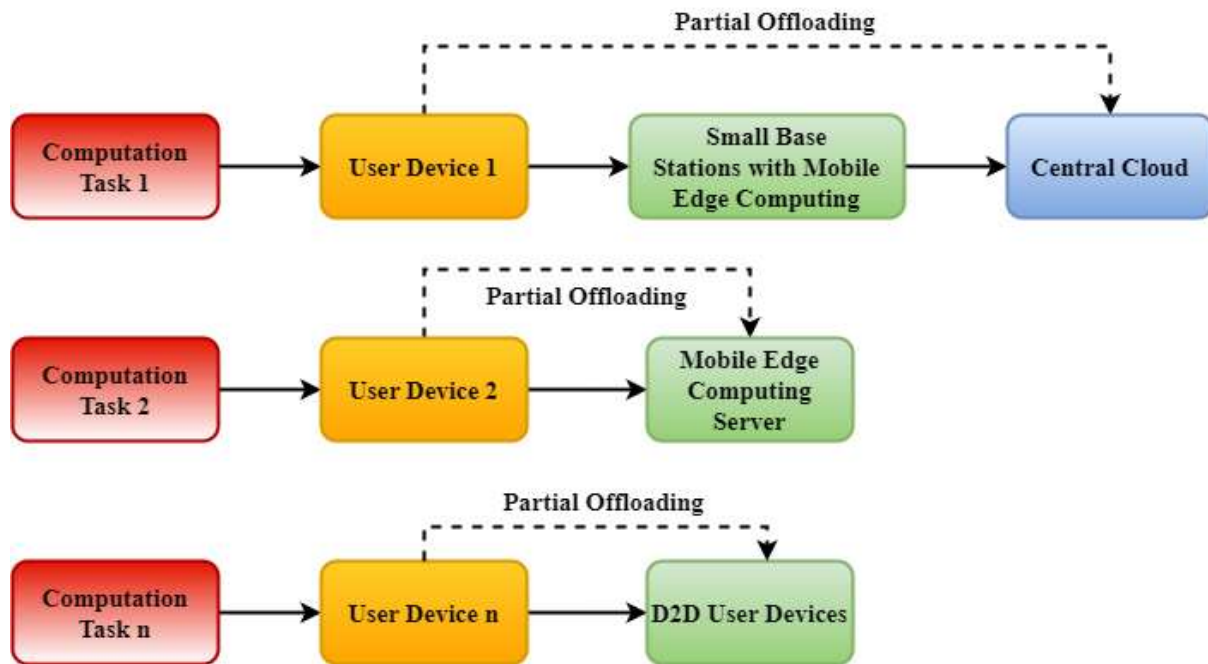 Partial Offloading
Computation
Task 1
User Device 1
Small Base
Stations with Mobile
Edge Computing
Central Cloud
Partial Offloading
Computation
Task 2
User Device 2
Mobile Edge
Computing
Server
Partial Offloading
Computation
Task n
User Device n
D2D User Devices